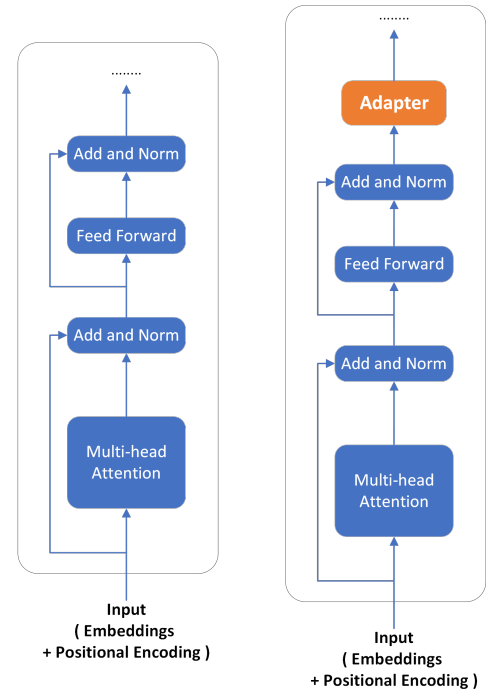 ........
Add and Norm
Feed Forward
Add and Norm
Multi-head
Attention
Input
( Embeddings
+ Positional Encoding )
........
Adapter
Add and Norm
Feed Forward
Add and Norm
Multi-head
Attention
Input
( Embeddings
+ Positional Encoding )